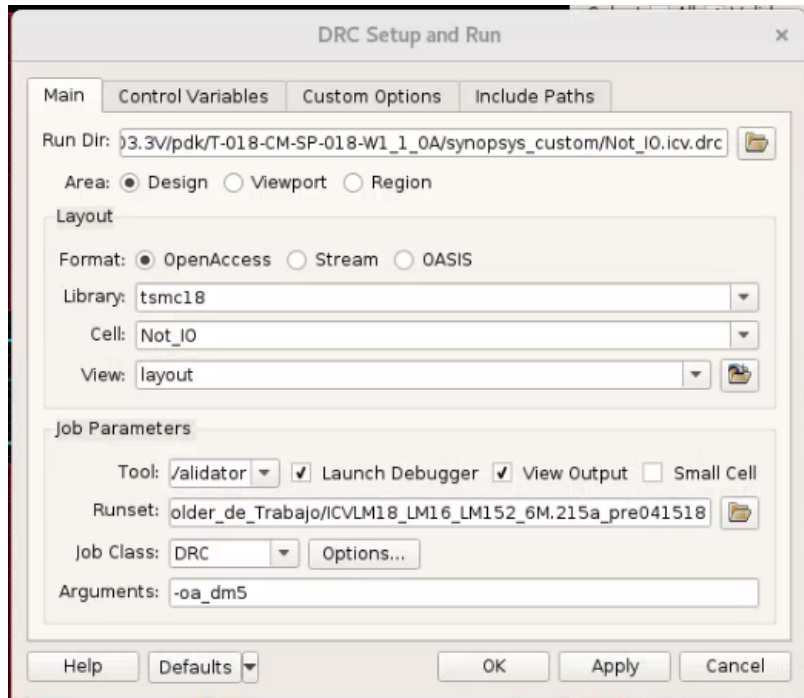 DRC Setup and Run
Main Control Variables Custom Options Include Paths
Run Dir: )3.3V/pdk/T-018-CM-SP-018-W1_1_0A/synopsys_custom/Not_IO.icv.drc
Area: Design Viewport Region
Layout
Format: OpenAccess Stream OASIS
Library: tsmc18
Cell: Not_IO
View: layout
Job Parameters
Tool: /alidator Launch Debugger View Output Small Cell
Runset: older_de_Trabajo/ICVLM18_LM16_LM152_6M.215a_pre041518
Job Class: DRC Options...
Arguments: -oa_dm5
Help Defaults OK Apply Cancel